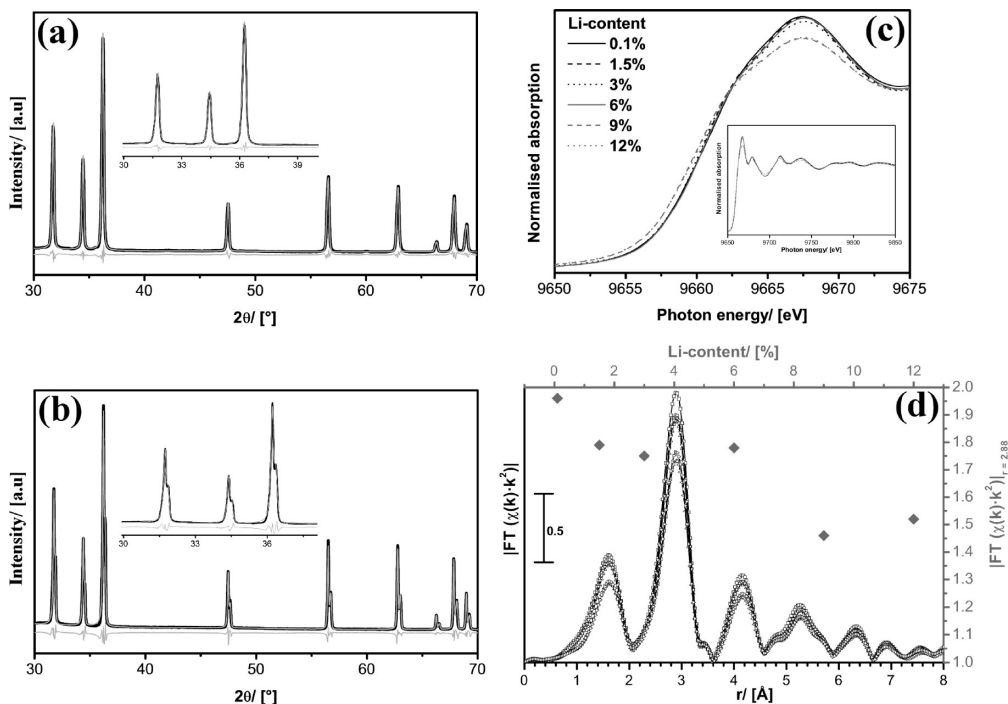 (a)
Intensity/ [a.u]
30 33 36 39
30 40 50 60 70
2θ/ [°]
(c)
Li-content
0.1%
1.5%
3%
6%
9%
12%
Normalised absorption
Normalised absorption
9650 9700 9750 9800 9850
Photon energy/ [eV]
9650 9655 9660 9665 9670 9675
Photon energy/ [eV]
(b)
Intensity/ [a.u]
30 33 36
30 40 50 60 70
2θ/ [°]
Li-content/ [%]
0 2 4 6 8 10 12
(d)
|FT (χ(k)·k²)|
0.5
2.0
1.9
1.8
1.7
1.6
1.5
1.4
1.3
1.2
1.1
1.0
|FT (χ(k)·k²)|r = 2.88
0 1 2 3 4 5 6 7 8
r/ [Å]